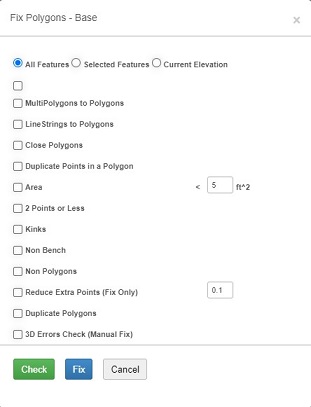 Fix Polygons - Base ×
All Features Selected Features Current Elevation
MultiPolygons to Polygons
LineStrings to Polygons
Close Polygons
Duplicate Points in a Polygon
Area < 5 ft^2
2 Points or Less
Kinks
Non Bench
Non Polygons
Reduce Extra Points (Fix Only) 0.1
Duplicate Polygons
3D Errors Check (Manual Fix)
Check Fix Cancel